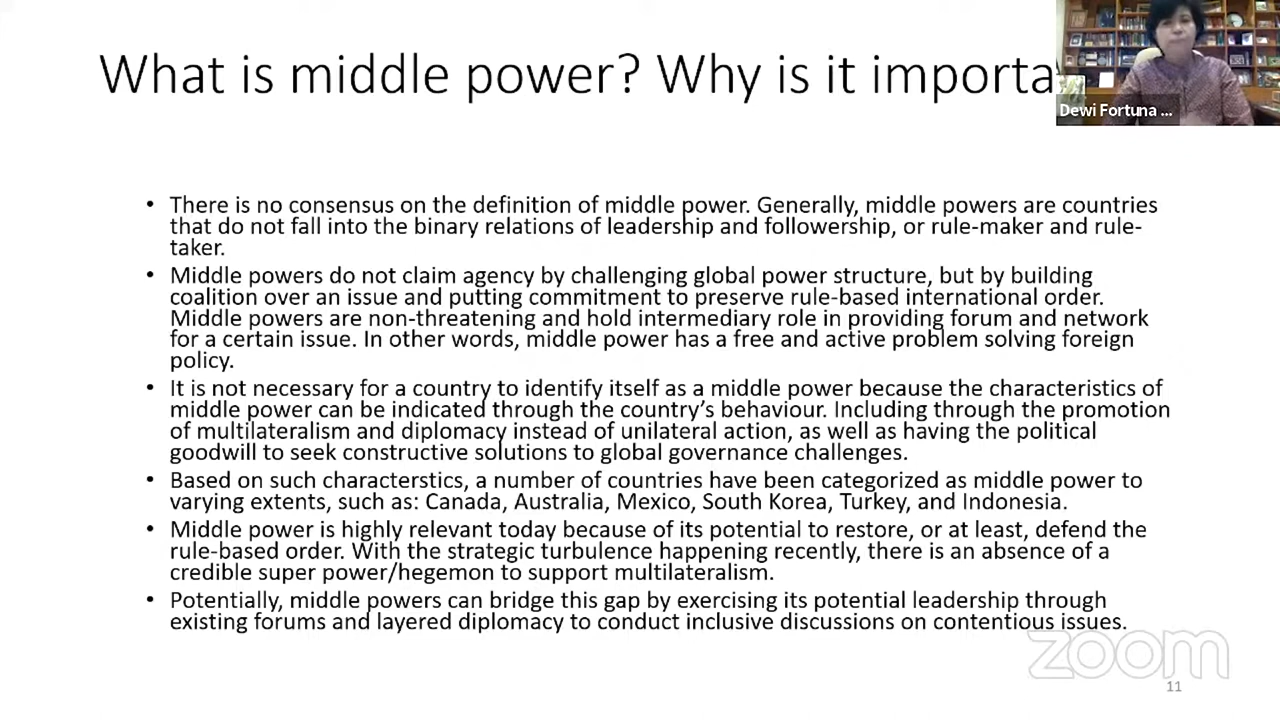 What is middle power? Why is it importa
Dewi Fortuna ...
• There is no consensus on the definition of middle power. Generally, middle powers are countries
that do not fall into the binary relations of leadership and followership, or rule-maker and rule-
taker.
• Middle powers do not claim agency by challenging global power structure, but by building
coalition over an issue and putting commitment to preserve rule-based international order.
Middle powers are non-threatening and hold intermediary role in providing forum and network
for a certain issue. In other words, middle power has a free and active problem solving foreign
policy.
• It is not necessary for a country to identify itself as a middle power because the characteristics of
middle power can be indicated through the country's behaviour. Including through the promotion
of multilateralism and diplomacy instead of unilateral action, as well as having the political
goodwill to seek constructive solutions to global governance challenges.
• Based on such characterstics, a number of countries have been categorized as middle power to
varying extents, such as: Canada, Australia, Mexico, South Korea, Turkey, and Indonesia.
• Middle power is highly relevant today because of its potential to restore, or at least, defend the
rule-based order. With the strategic turbulence happening recently, there is an absence of a
credible super power/hegemon to support multilateralism.
• Potentially, middle powers can bridge this gap by exercising its potential leadership through
existing forums and layered diplomacy to conduct inclusive discussions on contentious issues.
zoom
11